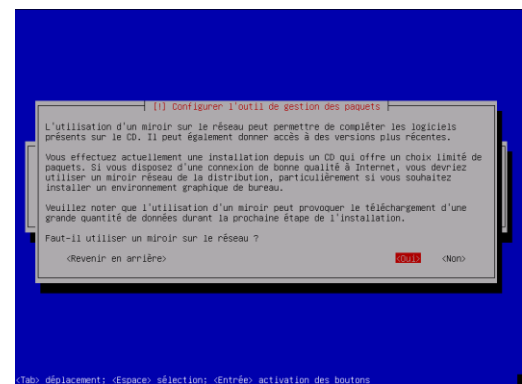 [!] Configurer l'outil de gestion des paquets
L'utilisation d'un miroir sur le réseau peut permettre de compléter les logiciels
présents sur le CD. Il peut également donner accès à des versions plus récentes.
Vous effectuez actuellement une installation depuis un CD qui offre un choix limité de
paquets. Si vous disposez d'une connexion de bonne qualité à Internet, vous devriez
utiliser un miroir réseau de la distribution, particulièrement si vous souhaitez
installer un environnement graphique de bureau.
Veuillez noter que l'utilisation d'un miroir peut provoquer le téléchargement d'une
grande quantité de données durant la prochaine étape de l'installation.
Faut-il utiliser un miroir sur le réseau ?
<Revenir en arrière> <Oui> <Non>
<Tab> déplacement; <Espace> sélection; <Entrée> activation des boutons